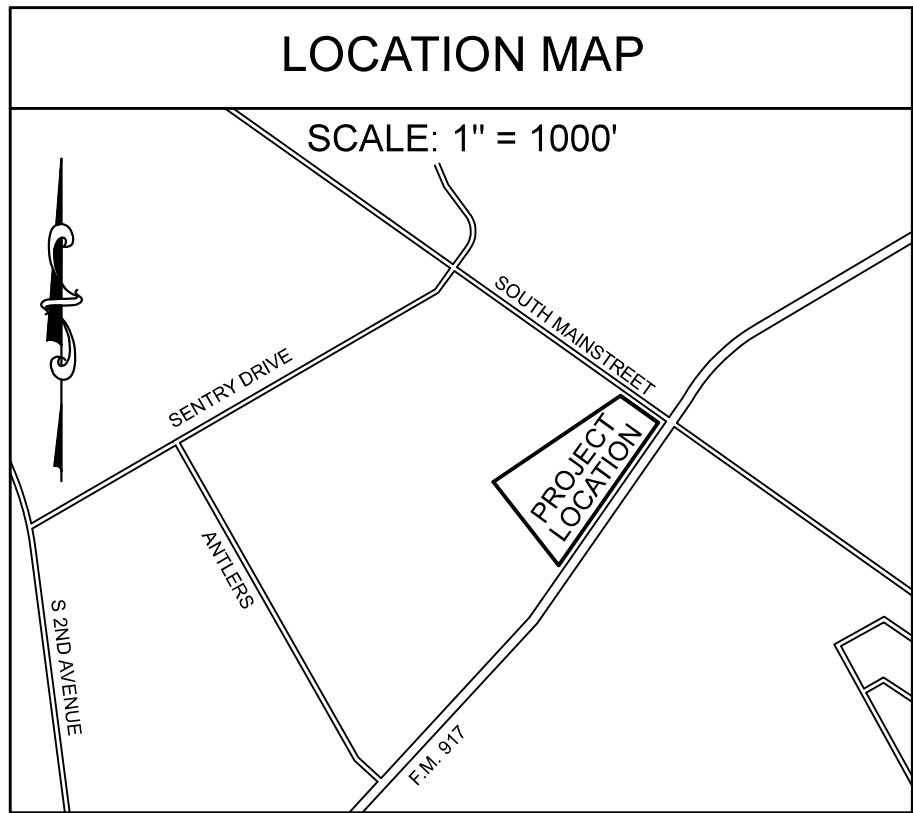 LOCATION MAP
SCALE: 1" = 1000'
SOUTH MAINSTREET
SENTRY DRIVE
PROJECT
LOCATION
ANTLERS
S 2ND AVENUE
F.M. 917